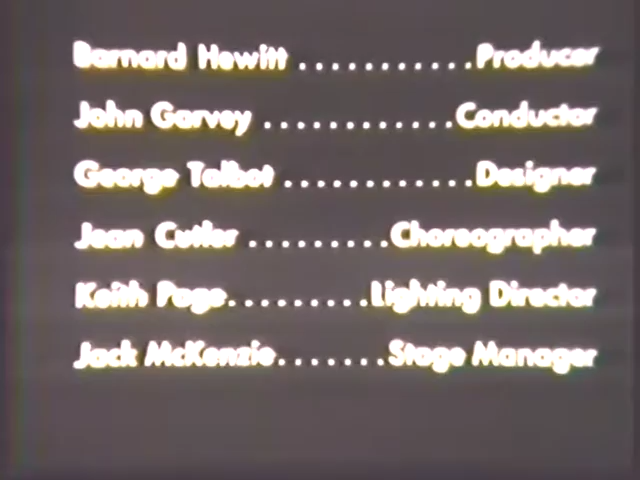 Barnard Hewitt ...........Producer
John Garvey ............Conductor
George Talbot ............Designer
Jean Cutler .........Choreographer
Keith Page.........Lighting Director
Jack McKenzie.......Stage Manager